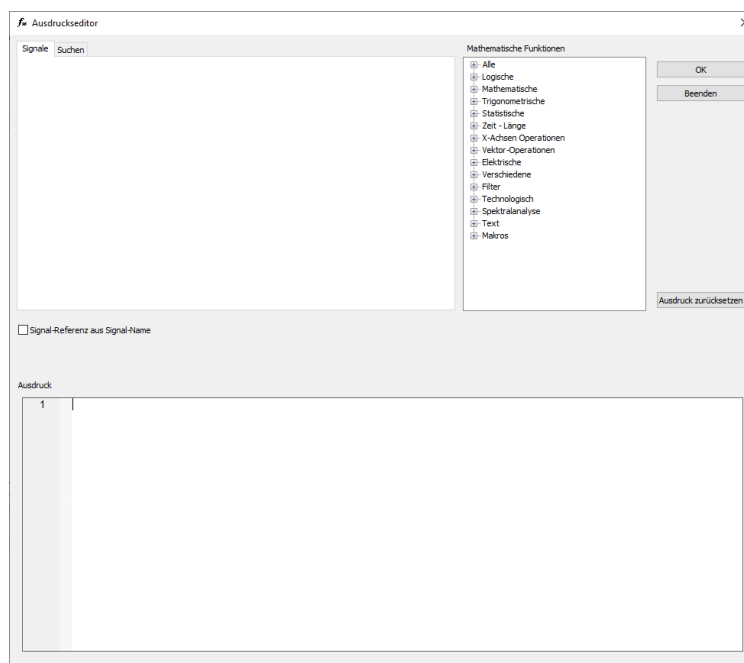 fx Ausdruckseditor
Signale Suchen
Mathematische Funktionen
Alle
Logische
Mathematische
Trigonometrische
Statistische
Zeit - Länge
X-Achsen Operationen
Vektor-Operationen
Elektrische
Verschiedene
Filter
Technologisch
Spektralanalyse
Text
Makros
OK
Beenden
Ausdruck zurücksetzen
Signal-Referenz aus Signal-Name
Ausdruck
1